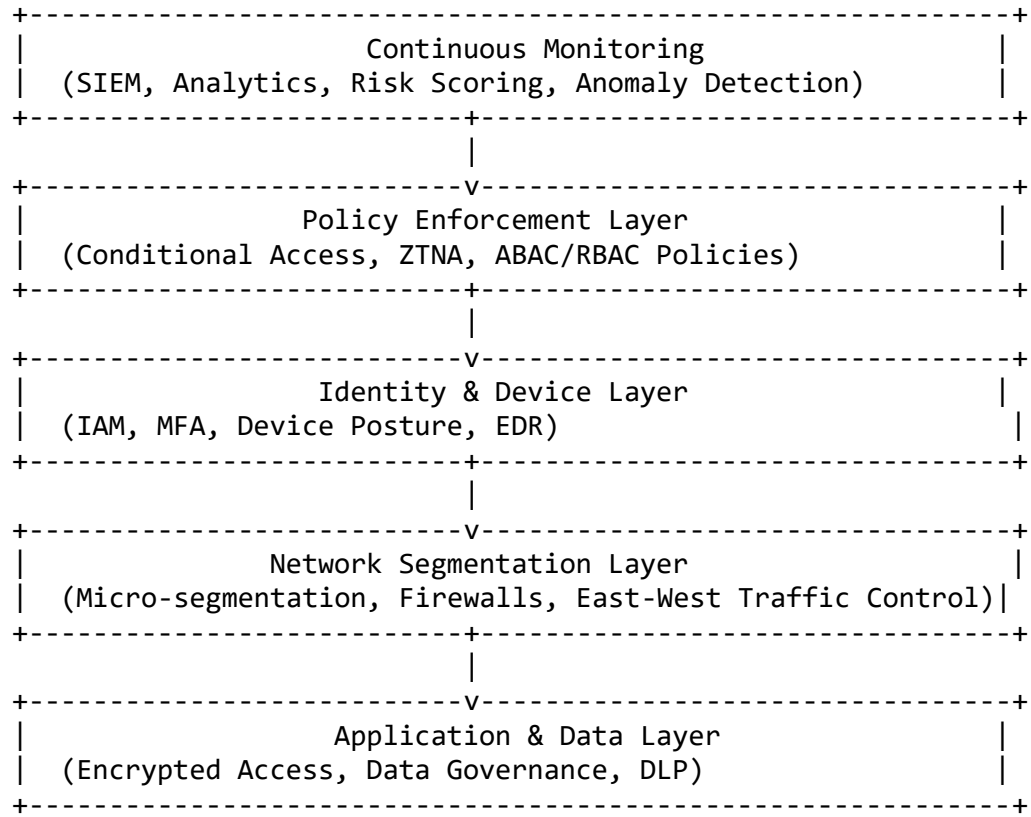 Continuous Monitoring
(SIEM, Analytics, Risk Scoring, Anomaly Detection)
Policy Enforcement Layer
(Conditional Access, ZTNA, ABAC/RBAC Policies)
Identity & Device Layer
(IAM, MFA, Device Posture, EDR)
Network Segmentation Layer
(Micro-segmentation, Firewalls, East-West Traffic Control)
Application & Data Layer
(Encrypted Access, Data Governance, DLP)